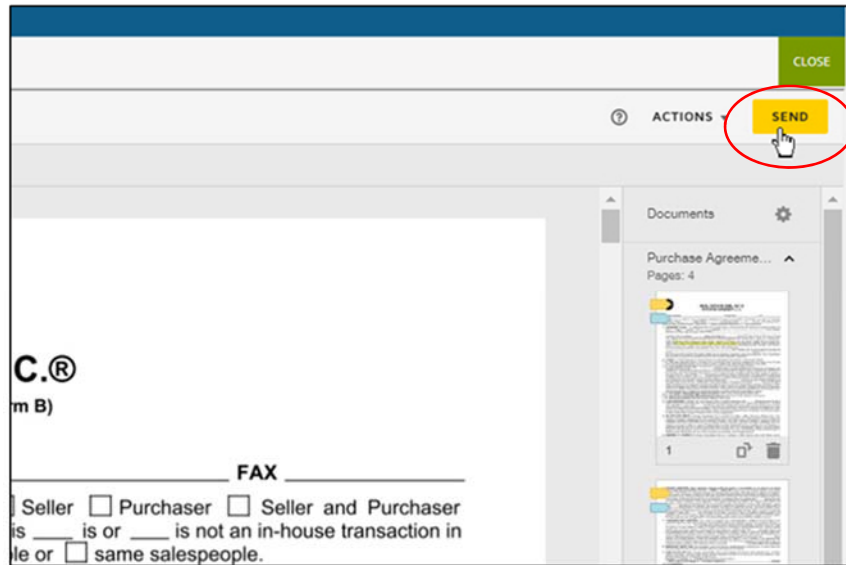 CLOSE
ACTIONS
SEND
Documents
Purchase Agreeme...
Pages: 4
C.®
rm B)
FAX
Seller Purchaser Seller and Purchaser
is ____ is or ____ is not an in-house transaction in
le or same salespeople.
1